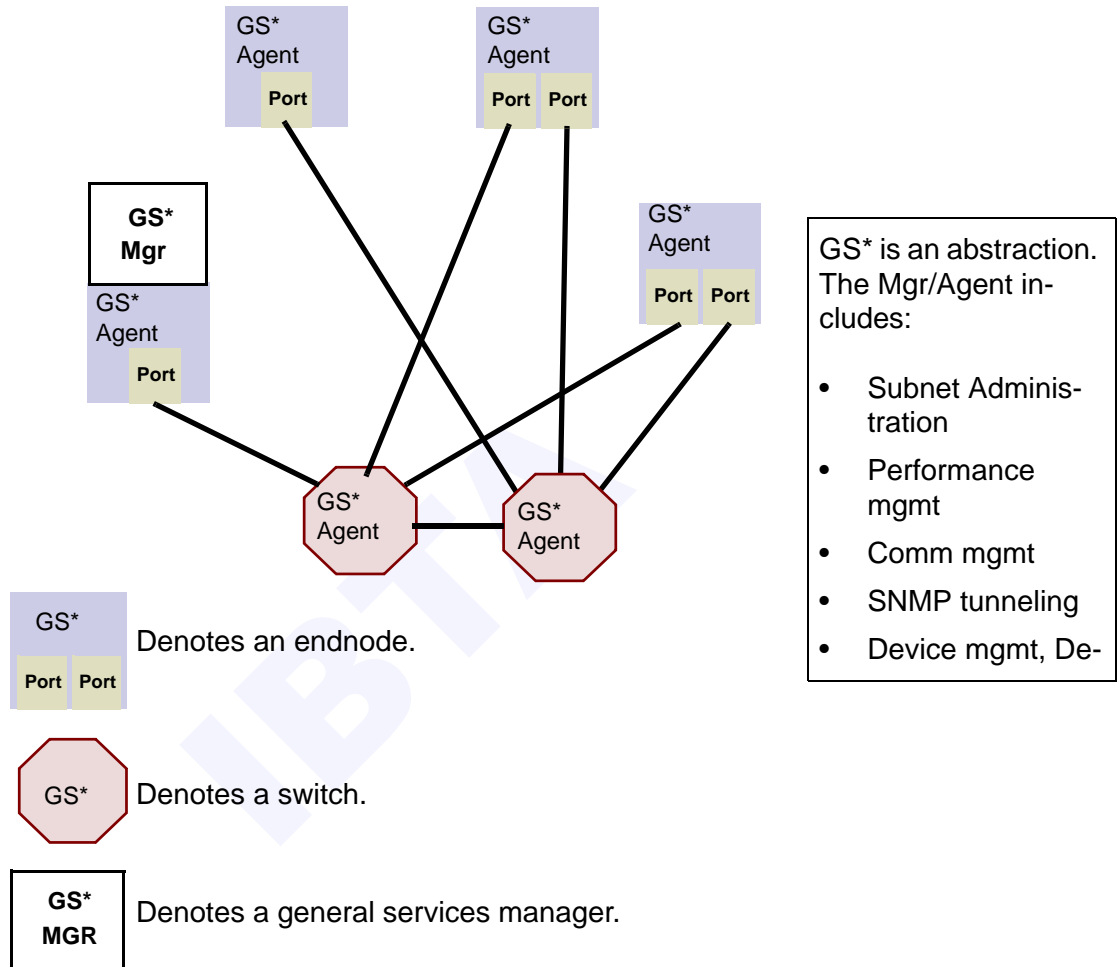 GS*
Agent
Port
GS*
Agent
Port Port
GS*
Mgr
GS*
Agent
Port
GS*
Agent
Port Port
GS*
Agent
GS*
Agent
GS* is an abstraction.
The Mgr/Agent in-
cludes:
• Subnet Adminis-
tration
• Performance
mgmt
• Comm mgmt
• SNMP tunneling
• Device mgmt, De-
GS*
Port Port
Denotes an endnode.
GS*
Denotes a switch.
GS*
MGR
Denotes a general services manager.
IBTA